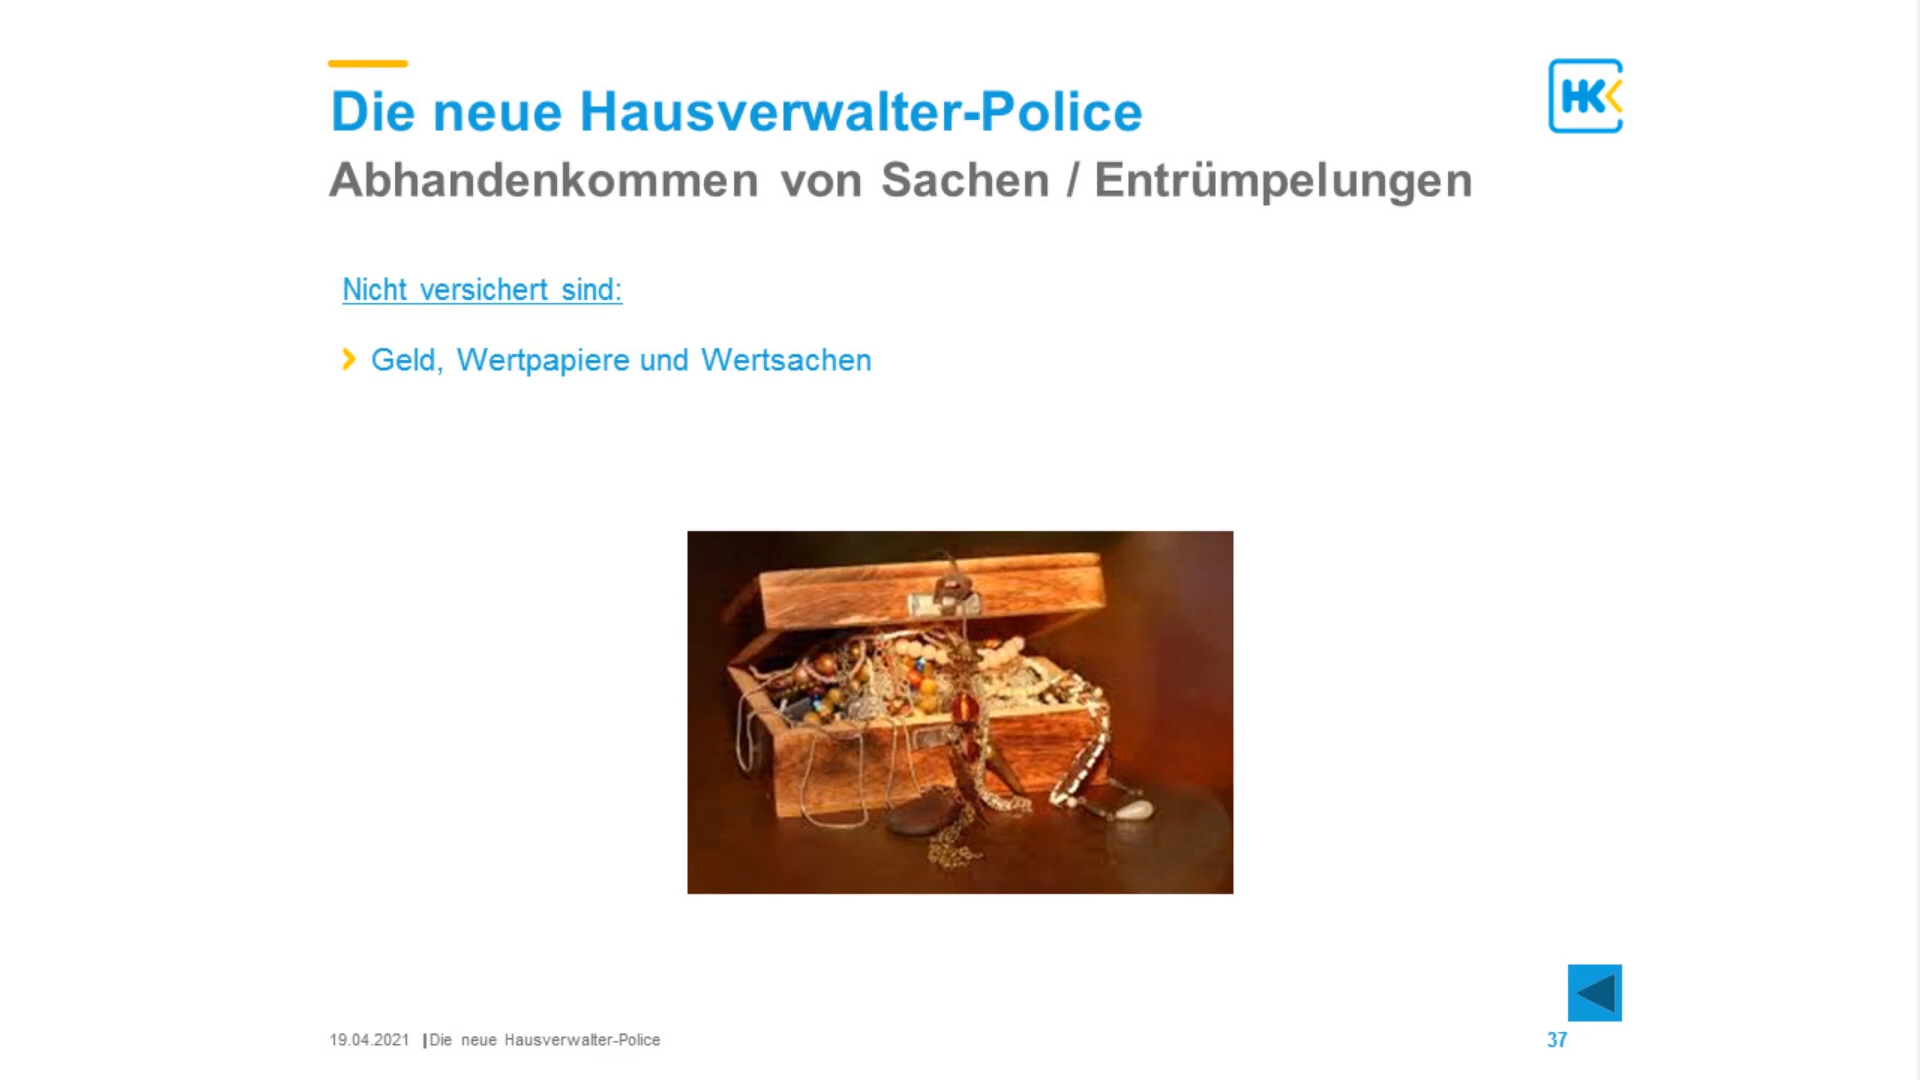 Die neue Hausverwalter-Police
HK
Abhandenkommen von Sachen / Entrümpelungen
Nicht versichert sind:
Geld, Wertpapiere und Wertsachen
19.04.2021 |Die neue Hausverwalter-Police
37